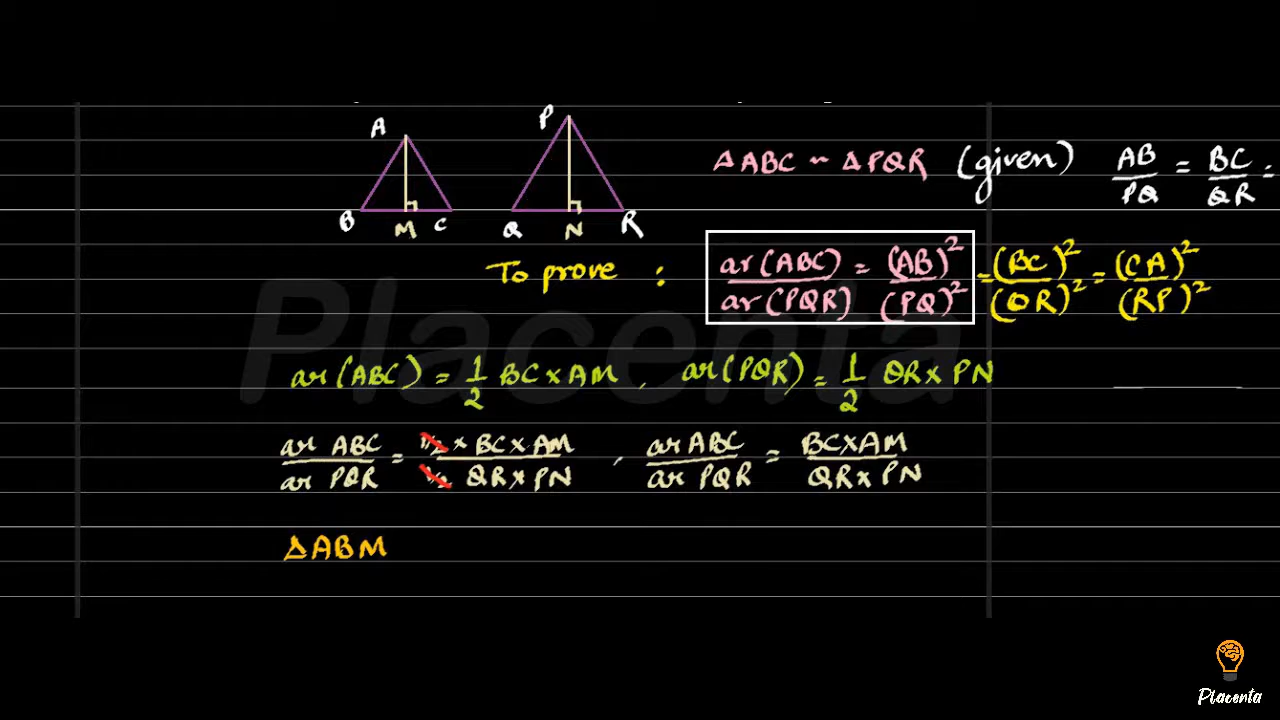 A P
ΔABC ~ ΔPQR (given) AB/PQ = BC/QR =
B M C Q N R
To prove : ar(ABC)/ar(PQR) = (AB)²/(PQ)² = (BC)²/(QR)² = (CA)²/(RP)²
Placenta
ar(ABC) = 1/2 BC×AM , ar(PQR) = 1/2 QR×PN
ar ABC/ar PQR = 1/2 × BC×AM/1/2 QR×PN , ar ABC/ar PQR = BC×AM/QR×PN
ΔABM
Placenta